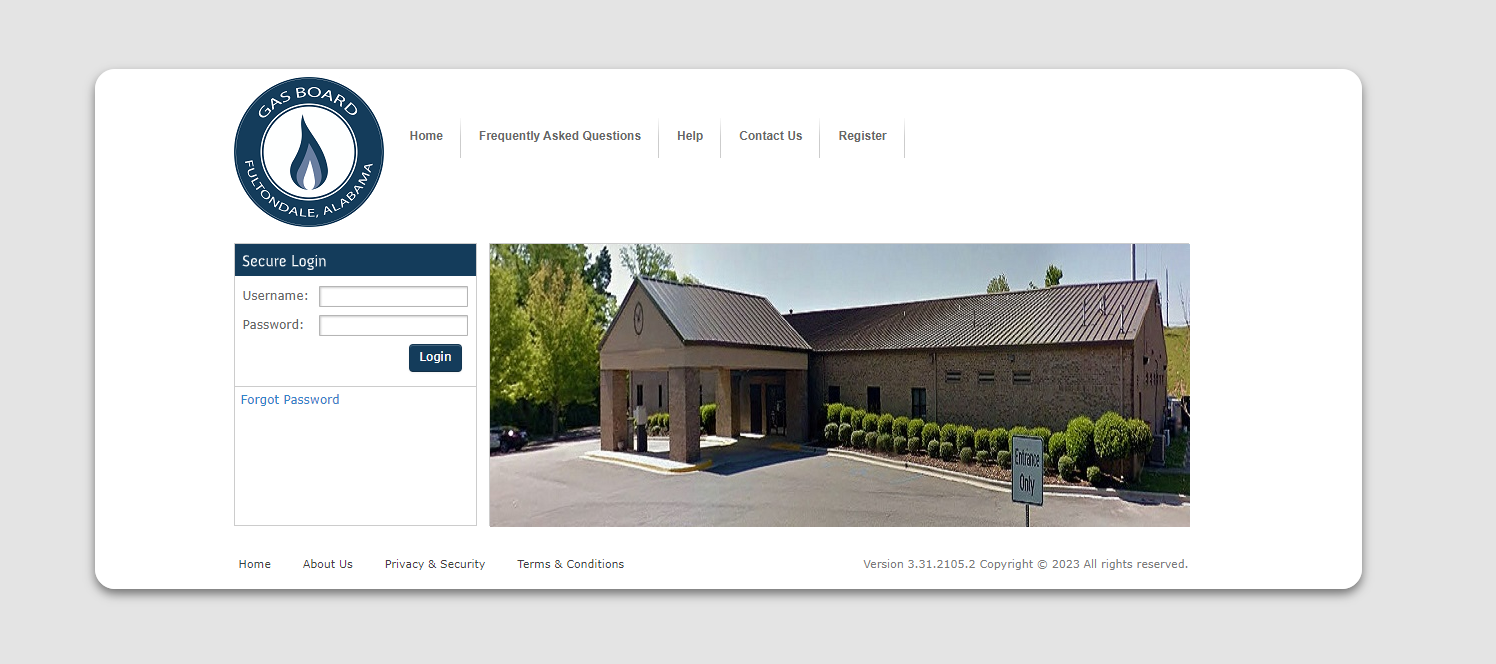 GAS BOARD
FULTONDALE, ALABAMA
Home
Frequently Asked Questions
Help
Contact Us
Register
Secure Login
Username:
Password:
Login
Forgot Password
Entrance
Only
Home
About Us
Privacy & Security
Terms & Conditions
Version 3.31.2105.2 Copyright © 2023 All rights reserved.